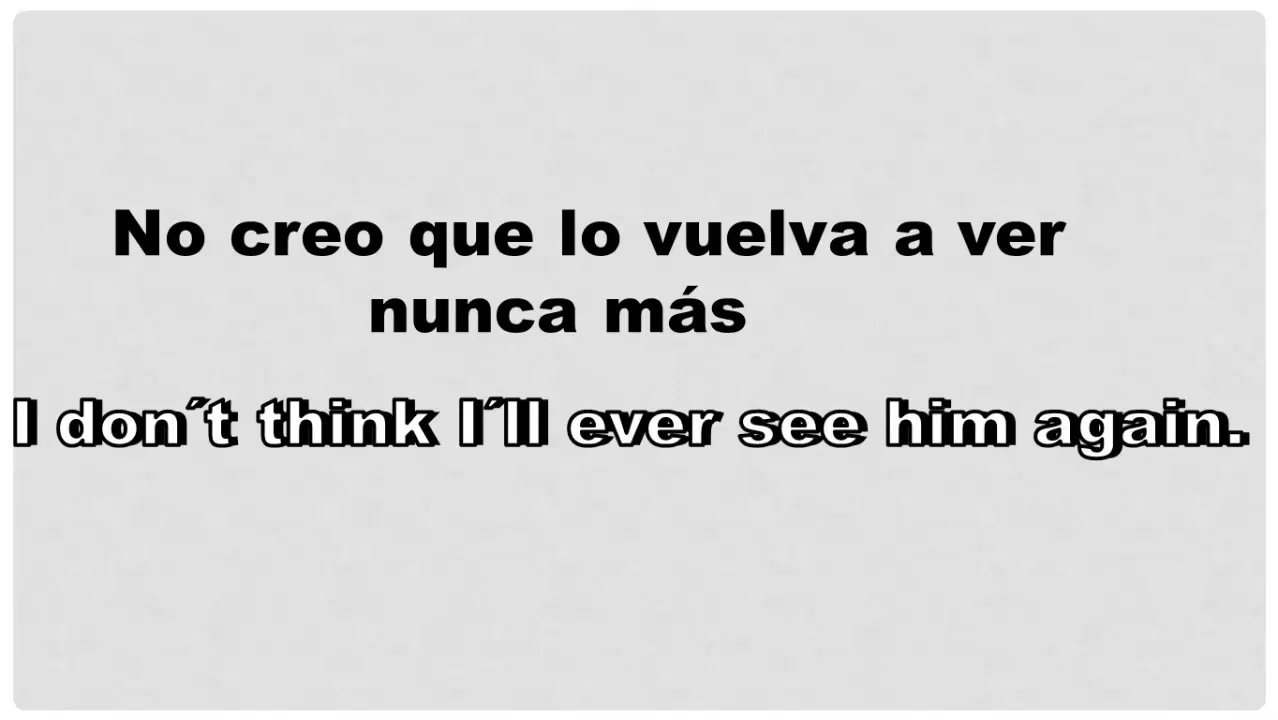 No creo que lo vuelva a ver
nunca más
I don´t think I´ll ever see him again.